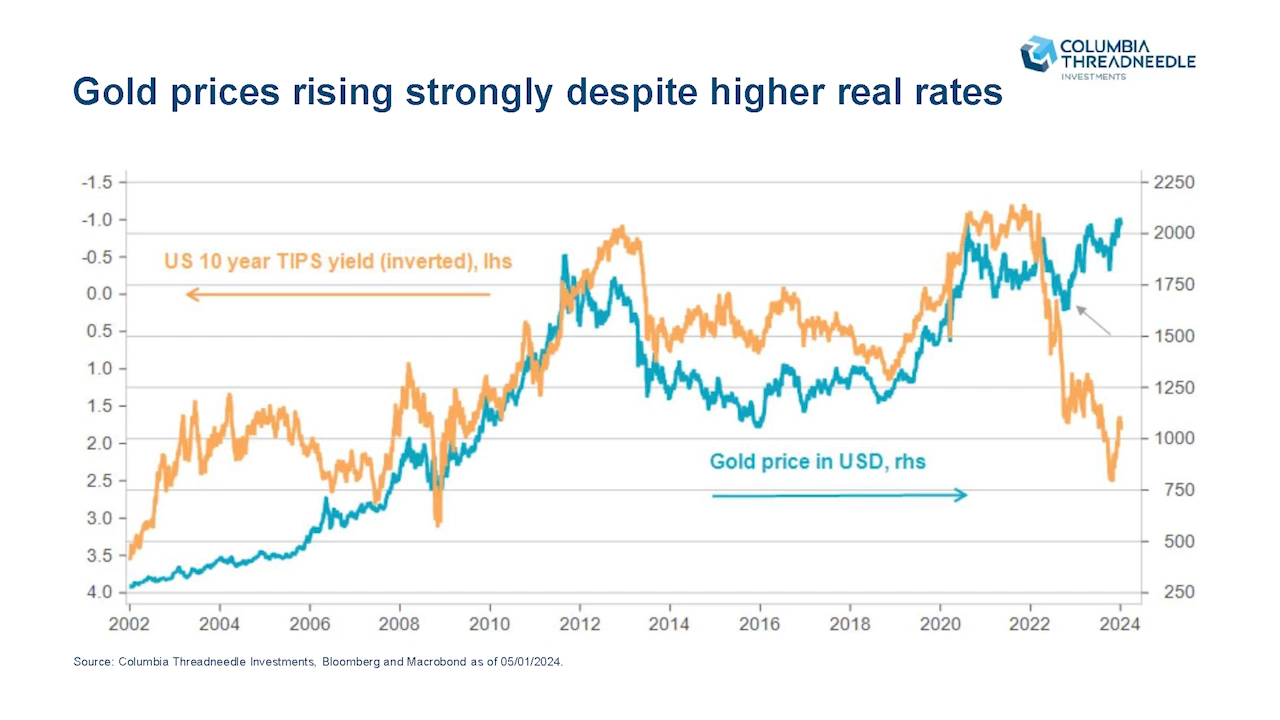 COLUMBIA
THREADNEEDLE
INVESTMENTS
Gold prices rising strongly despite higher real rates
-1.5
-1.0
-0.5
0.0
0.5
1.0
1.5
2.0
2.5
3.0
3.5
4.0
US 10 year TIPS yield (inverted), lhs
Gold price in USD, rhs
2250
2000
1750
1500
1250
1000
750
500
250
2002 2004 2006 2008 2010 2012 2014 2016 2018 2020 2022 2024
Source: Columbia Threadneedle Investments, Bloomberg and Macrobond as of 05/01/2024.